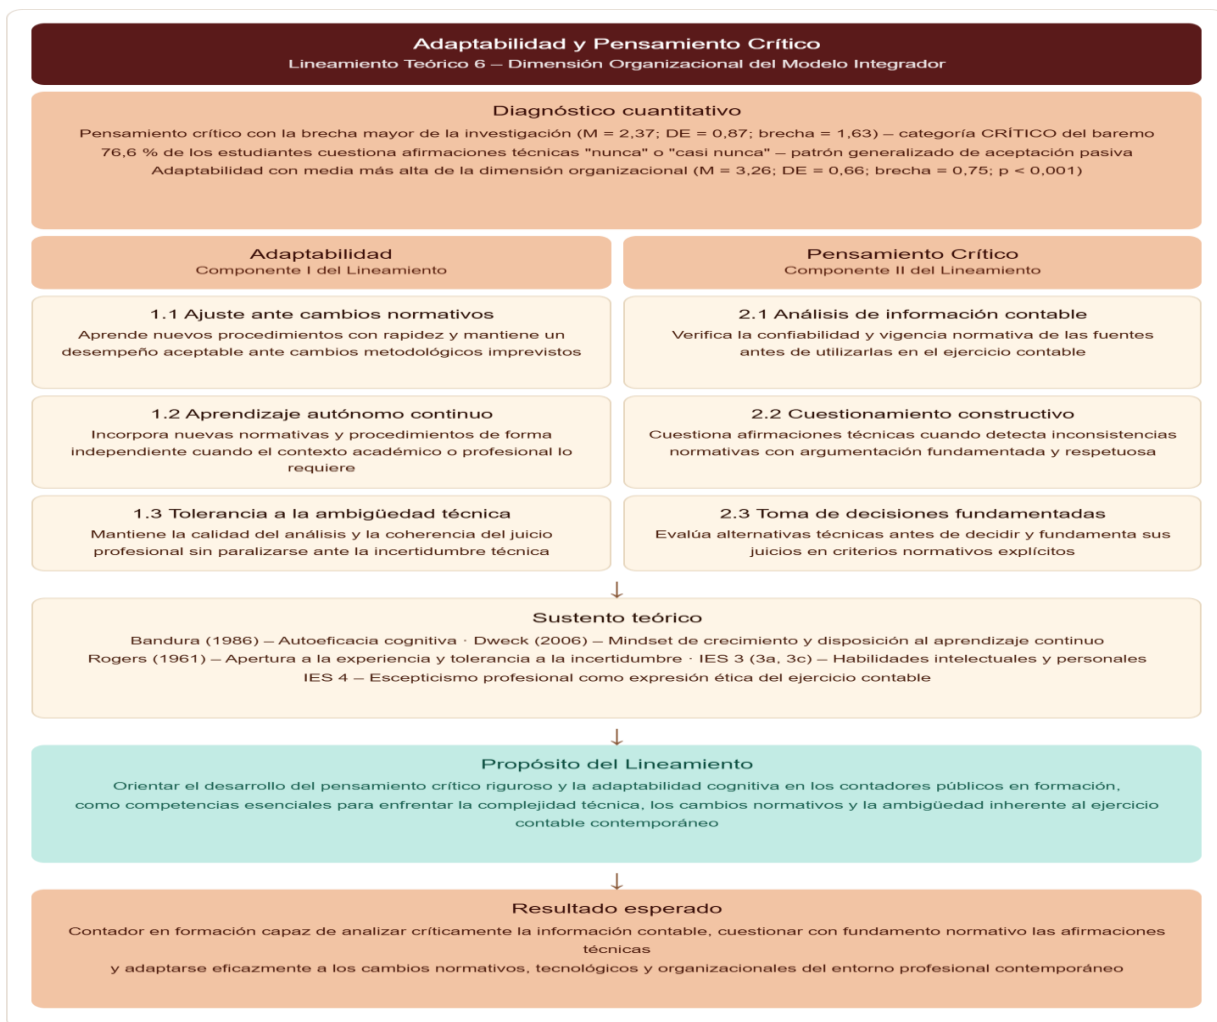 Adaptabilidad y Pensamiento Crítico
Lineamiento Teórico 6 – Dimensión Organizacional del Modelo Integrador
Diagnóstico cuantitativo
Pensamiento crítico con la brecha mayor de la investigación (M = 2,37; DE = 0,87; brecha = 1,63) – categoría CRÍTICO del baremo
76,6 % de los estudiantes cuestiona afirmaciones técnicas "nunca" o "casi nunca" – patrón generalizado de aceptación pasiva
Adaptabilidad con media más alta de la dimensión organizacional (M = 3,26; DE = 0,66; brecha = 0,75; p < 0,001)
Adaptabilidad
Componente I del Lineamiento
1.1 Ajuste ante cambios normativos
Aprende nuevos procedimientos con rapidez y mantiene un
desempeño aceptable ante cambios metodológicos imprevistos
1.2 Aprendizaje autónomo continuo
Incorpora nuevas normativas y procedimientos de forma
independiente cuando el contexto académico o profesional lo
requiere
1.3 Tolerancia a la ambigüedad técnica
Mantiene la calidad del análisis y la coherencia del juicio
profesional sin paralizarse ante la incertidumbre técnica
Pensamiento Crítico
Componente II del Lineamiento
2.1 Análisis de información contable
Verifica la confiabilidad y vigencia normativa de las fuentes
antes de utilizarlas en el ejercicio contable
2.2 Cuestionamiento constructivo
Cuestiona afirmaciones técnicas cuando detecta inconsistencias
normativas con argumentación fundamentada y respetuosa
2.3 Toma de decisiones fundamentadas
Evalúa alternativas técnicas antes de decidir y fundamenta sus
juicios en criterios normativos explícitos
↓
Sustento teórico
Bandura (1986) – Autoeficacia cognitiva · Dweck (2006) – Mindset de crecimiento y disposición al aprendizaje continuo
Rogers (1961) – Apertura a la experiencia y tolerancia a la incertidumbre · IES 3 (3a, 3c) – Habilidades intelectuales y personales
IES 4 – Escepticismo profesional como expresión ética del ejercicio contable
↓
Propósito del Lineamiento
Orientar el desarrollo del pensamiento crítico riguroso y la adaptabilidad cognitiva en los contadores públicos en formación,
como competencias esenciales para enfrentar la complejidad técnica, los cambios normativos y la ambigüedad inherente al ejercicio
contable contemporáneo
↓
Resultado esperado
Contador en formación capaz de analizar críticamente la información contable, cuestionar con fundamento normativo las afirmaciones
técnicas
y adaptarse eficazmente a los cambios normativos, tecnológicos y organizacionales del entorno profesional contemporáneo